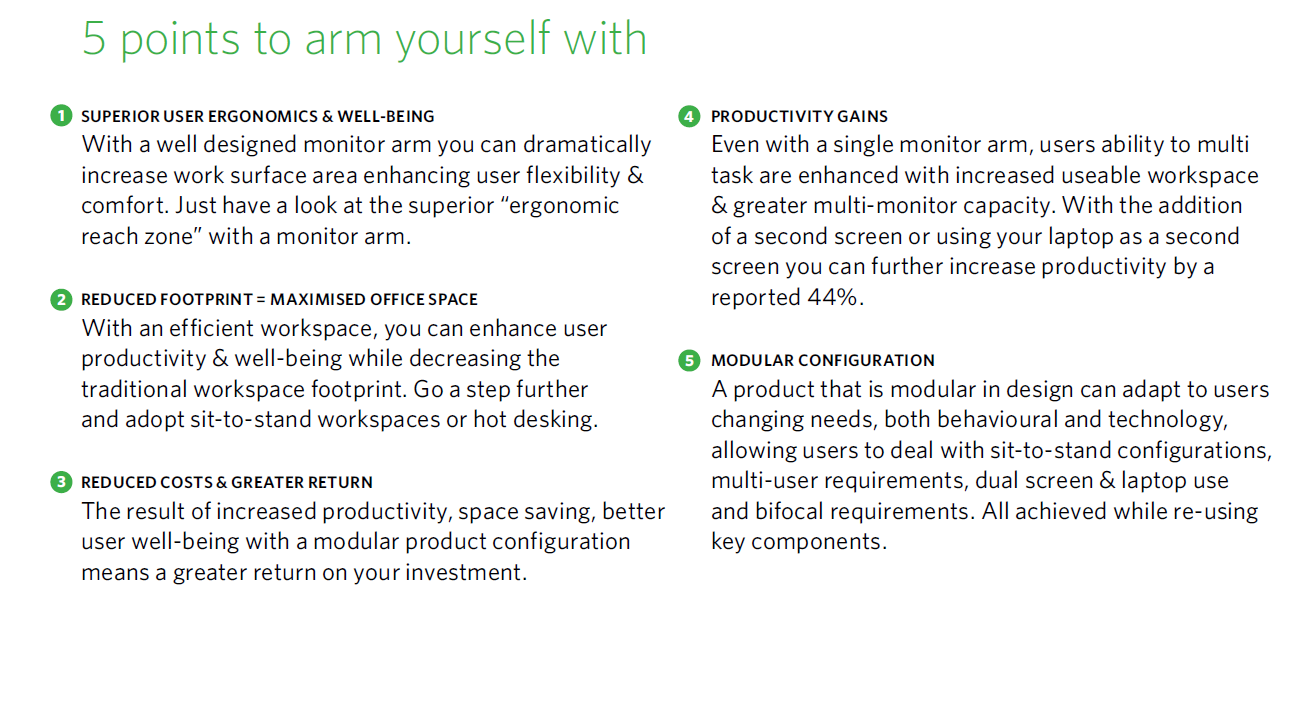 5 points to arm yourself with
1 SUPERIOR USER ERGONOMICS & WELL-BEING
With a well designed monitor arm you can dramatically
increase work surface area enhancing user flexibility &
comfort. Just have a look at the superior “ergonomic
reach zone” with a monitor arm.
2 REDUCED FOOTPRINT = MAXIMISED OFFICE SPACE
With an efficient workspace, you can enhance user
productivity & well-being while decreasing the
traditional workspace footprint. Go a step further
and adopt sit-to-stand workspaces or hot desking.
3 REDUCED COSTS & GREATER RETURN
The result of increased productivity, space saving, better
user well-being with a modular product configuration
means a greater return on your investment.
4 PRODUCTIVITY GAINS
Even with a single monitor arm, users ability to multi
task are enhanced with increased useable workspace
& greater multi-monitor capacity. With the addition
of a second screen or using your laptop as a second
screen you can further increase productivity by a
reported 44%.
5 MODULAR CONFIGURATION
A product that is modular in design can adapt to users
changing needs, both behavioural and technology,
allowing users to deal with sit-to-stand configurations,
multi-user requirements, dual screen & laptop use
and bifocal requirements. All achieved while re-using
key components.